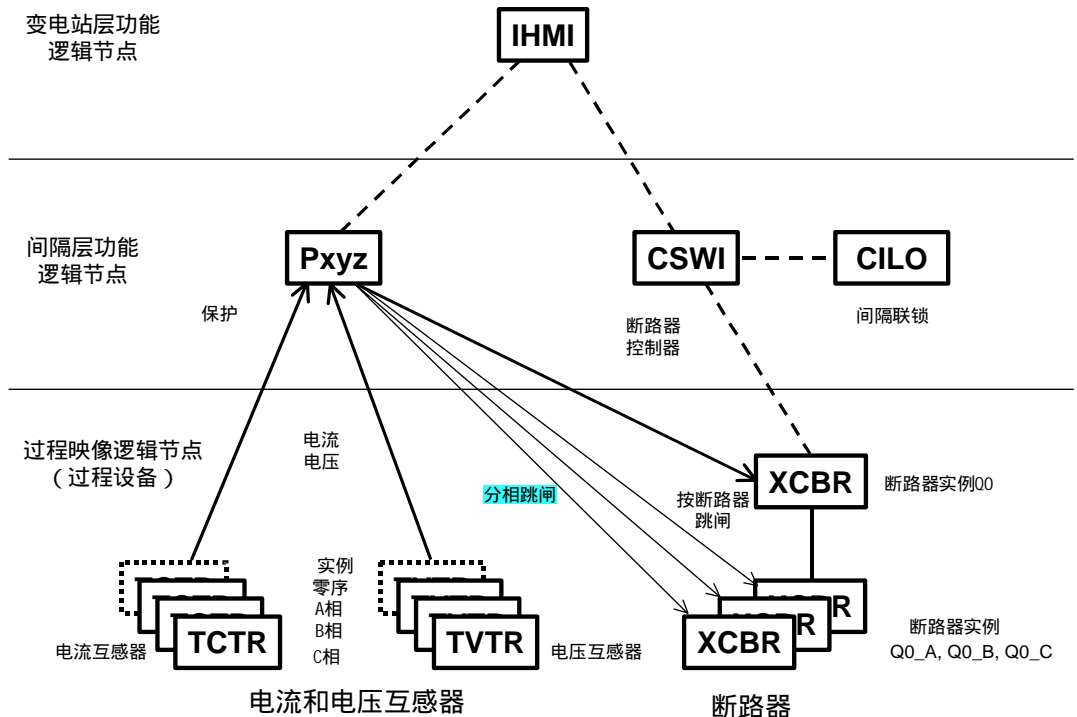 变电站层功能
逻辑节点
IHMI
间隔层功能
逻辑节点
Pxyz
CSWI
CILO
保护
断路器
控制器
间隔联锁
过程映像逻辑节点
（过程设备）
电流
电压
分相跳闸
按断路器
跳闸
XCBR
断路器实例Q0
实例
零序
A相
B相
C相
电流互感器
TCTR
TVTR
电压互感器
XCBR
断路器实例
Q0_A, Q0_B, Q0_C
电流和电压互感器
断路器